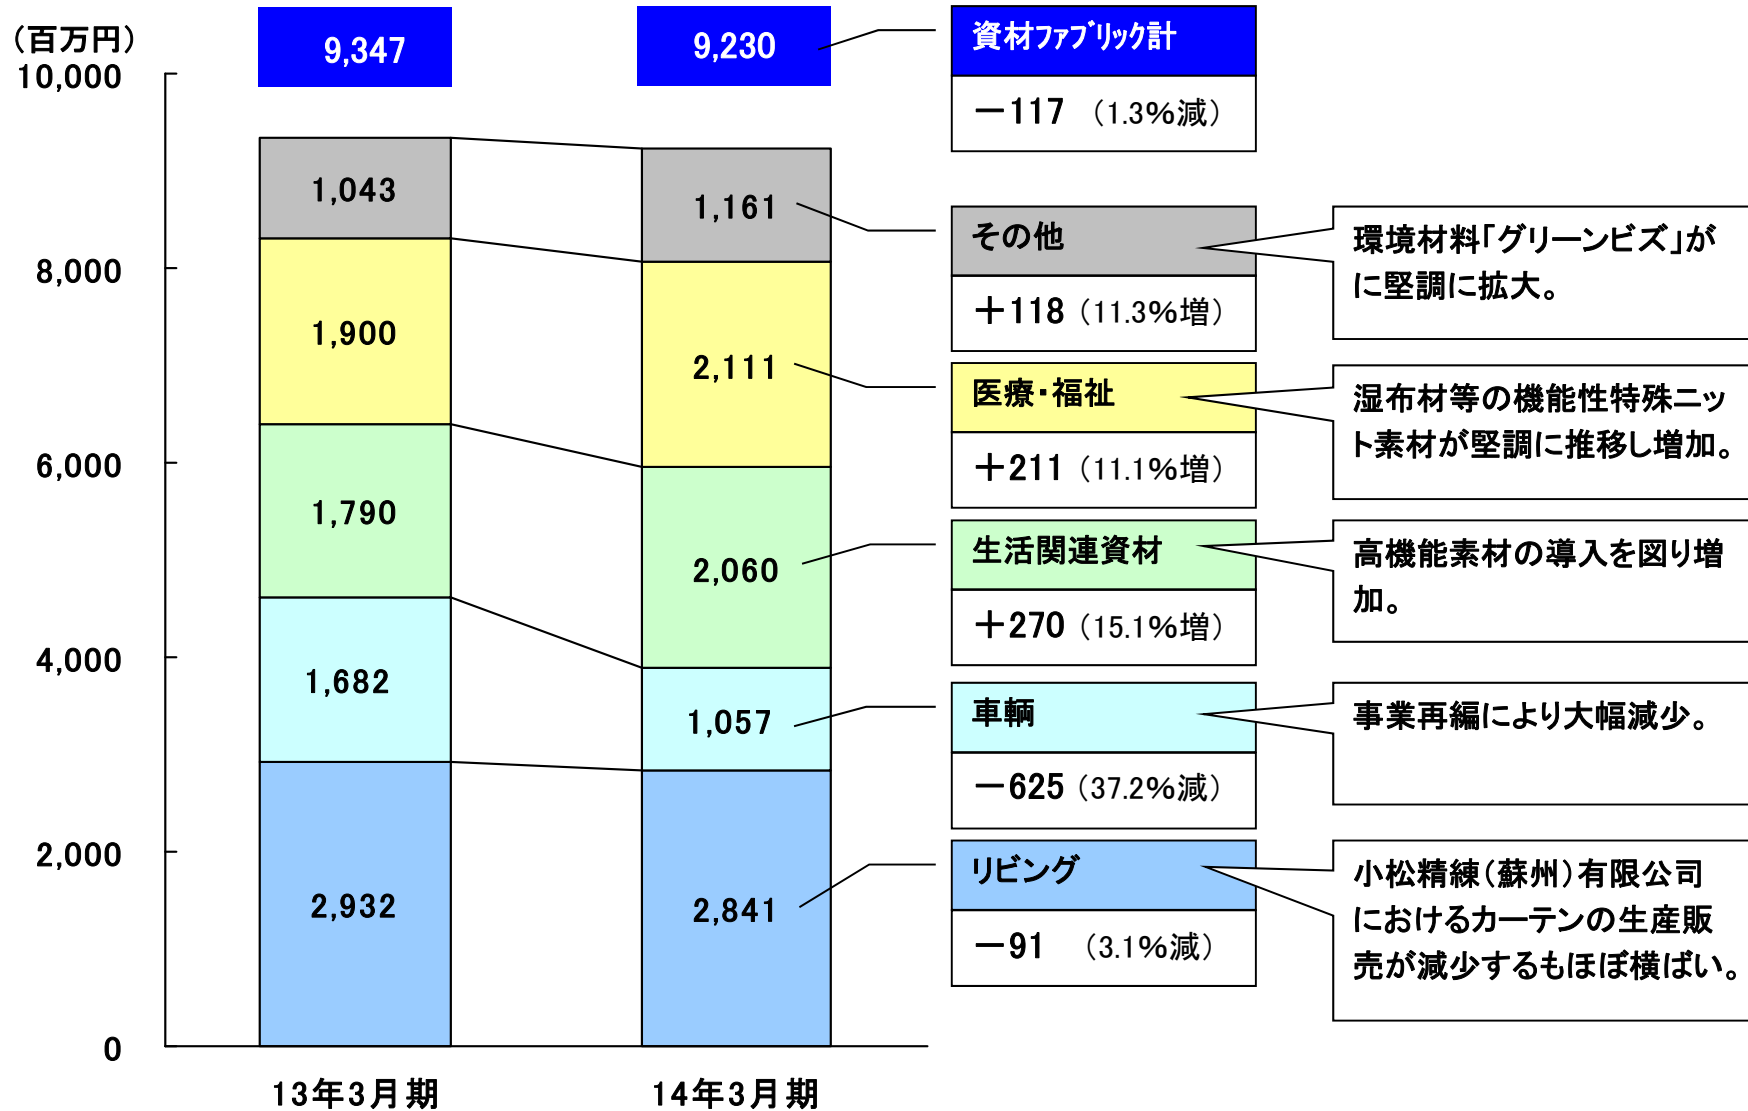 （百万円）
10,000
8,000
6,000
4,000
2,000
0
9,347
1,043
1,900
1,790
1,682
2,932
13年3月期
9,230
1,161
2,111
2,060
1,057
2,841
14年3月期
資材ﾌｧﾌﾞﾘｯｸ計
－117 （1.3%減）
その他
＋118 （11.3%増）
環境材料「グリーンビズ」が
に堅調に拡大。
医療・福祉
＋211 （11.1%増）
湿布材等の機能性特殊ニッ
ト素材が堅調に推移し増加。
生活関連資材
＋270 （15.1%増）
高機能素材の導入を図り増
加。
車輌
－625 （37.2%減）
事業再編により大幅減少。
リビング
－91 （3.1%減）
小松精練（蘇州）有限公司
におけるカーテンの生産販
売が減少するもほぼ横ばい。